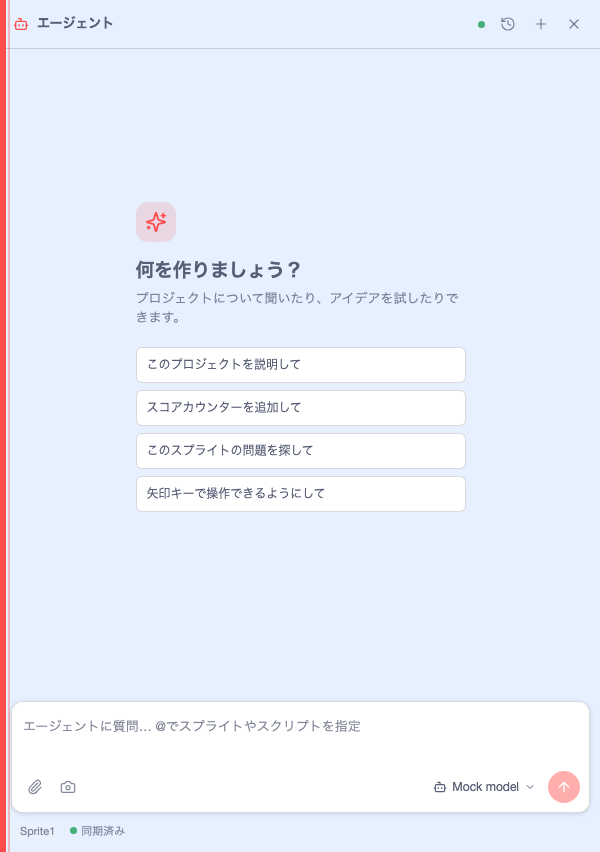 エージェント
何を作りましょう？
プロジェクトについて聞いたり、アイデアを試したりで
きます。
このプロジェクトを説明して
スコアカウンターを追加して
このスプライトの問題を探して
矢印キーで操作できるようにして
エージェントに質問... @でスプライトやスクリプトを指定
Mock model
Sprite1 同期済み